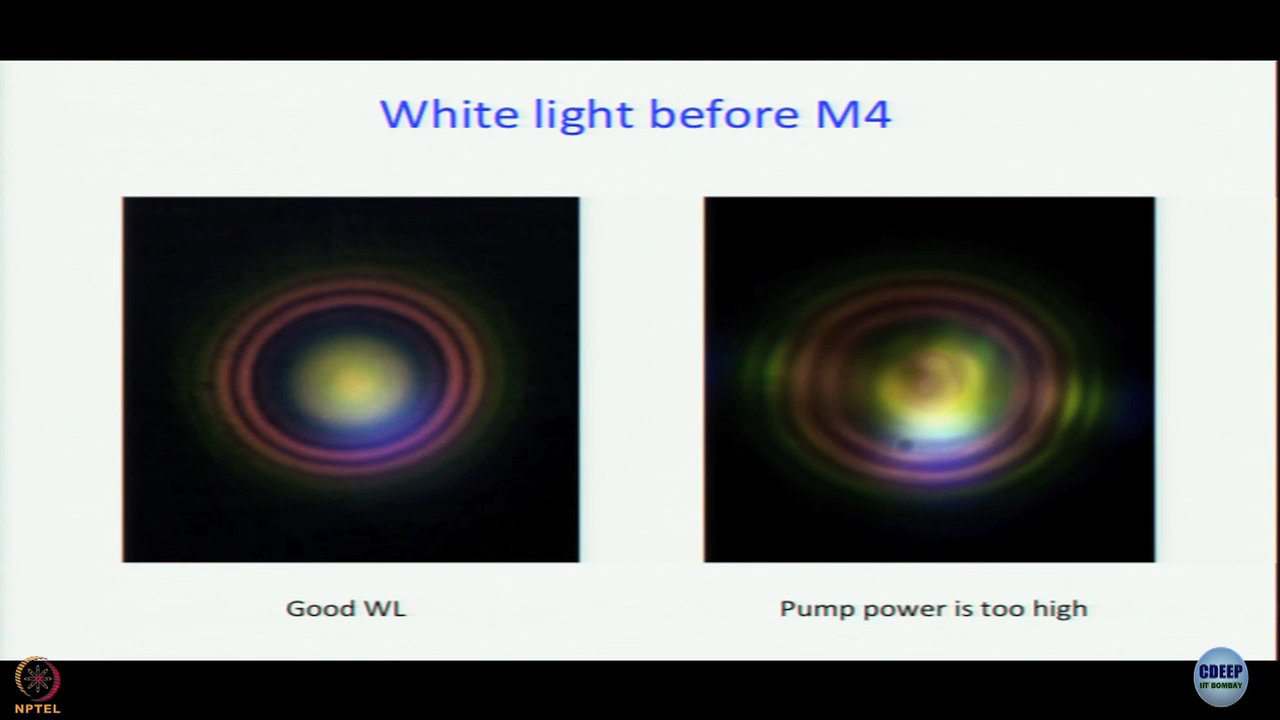 White light before M4
Good WL
Pump power is too high
NPTEL
CDEEP
IIT BOMBAY